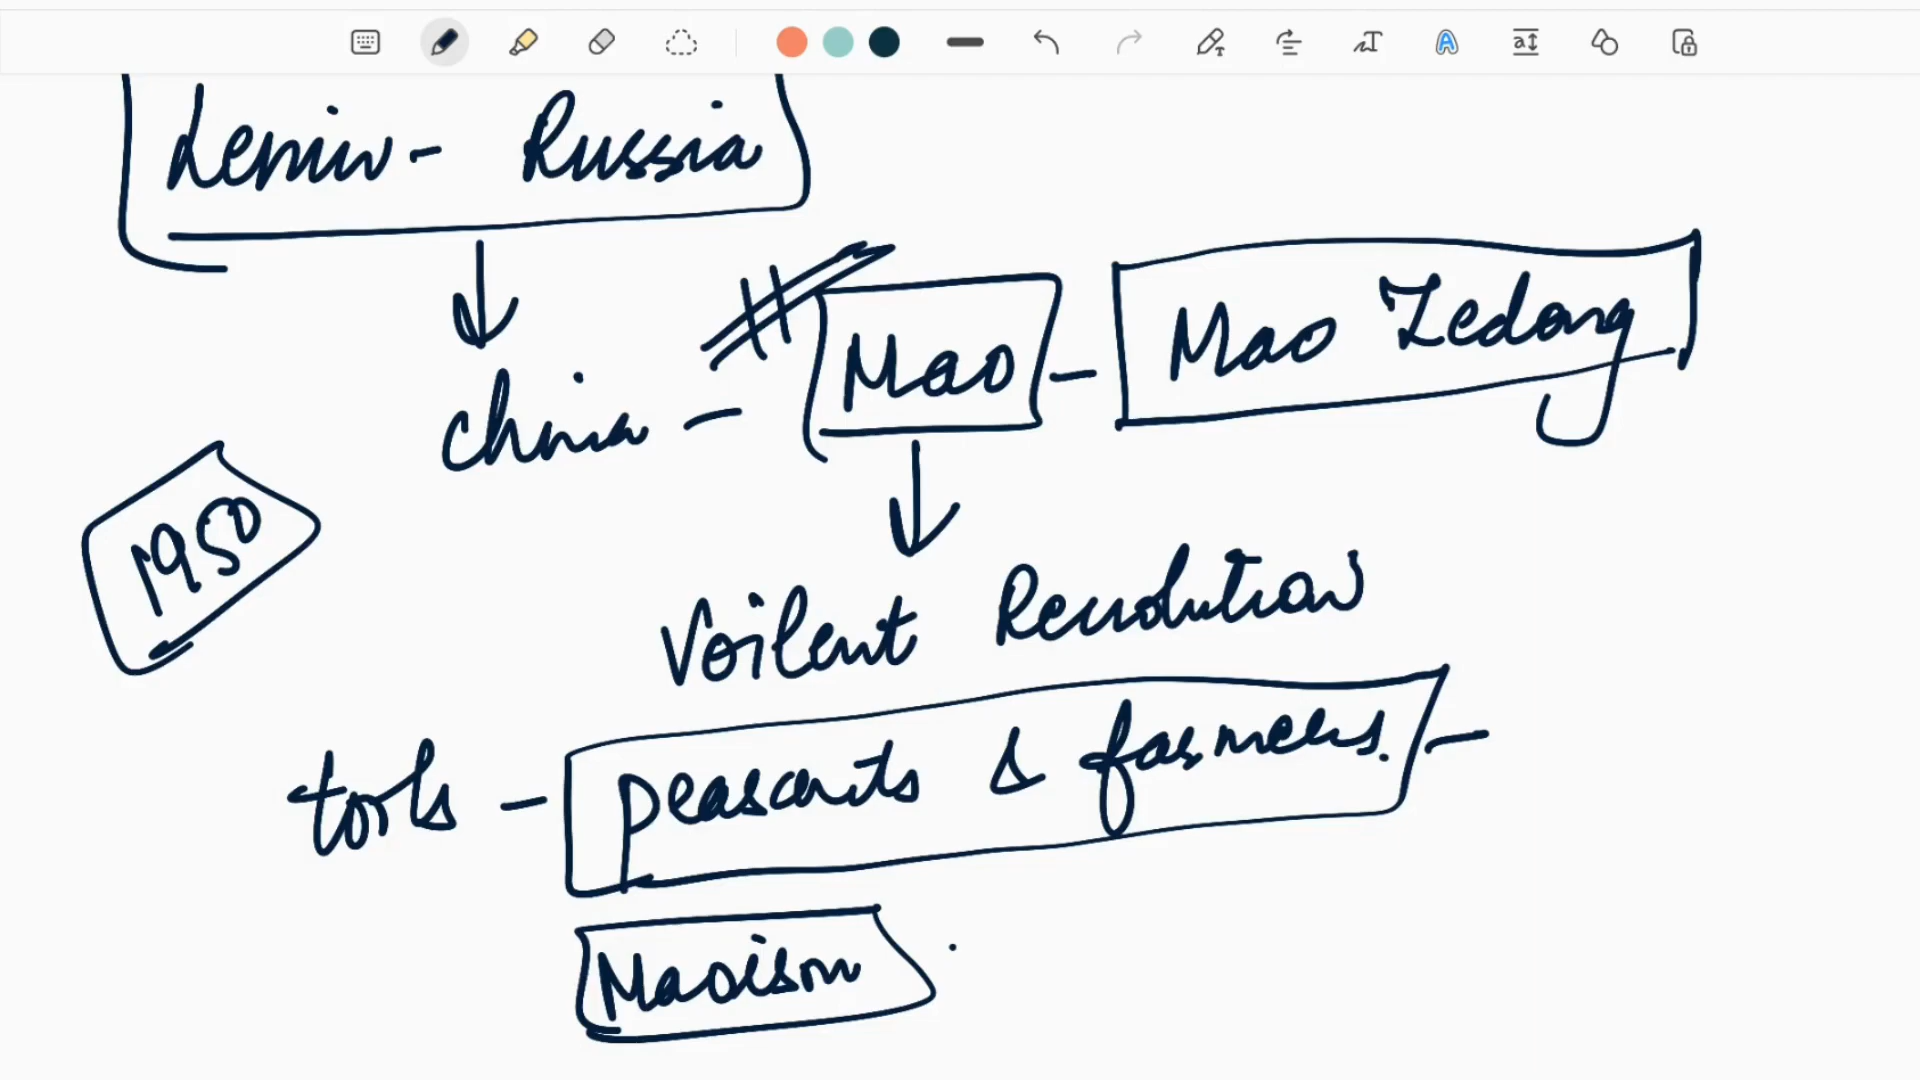 Lenin - Russia
China - Mao - Mao Zedong
1950
Voilent Revolution
tools - peasants & farmers. -
Maoism